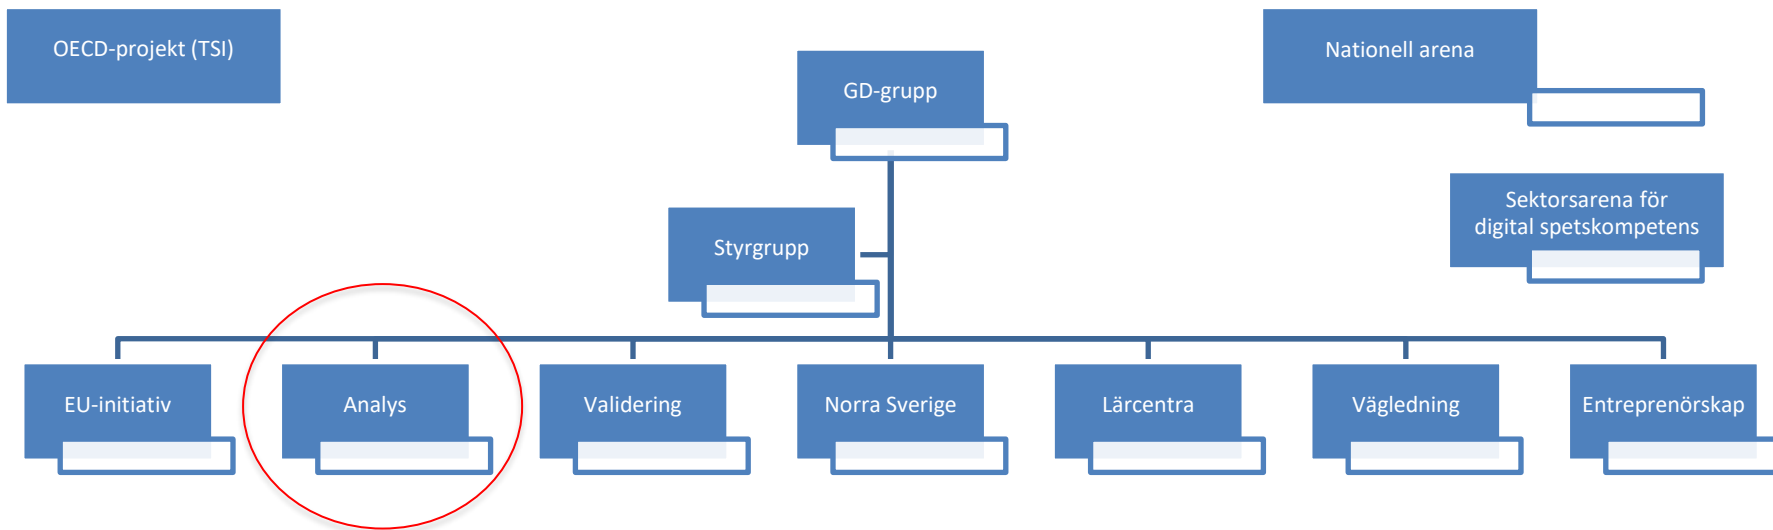 OECD-projekt (TSI)
GD-grupp
Nationell arena
Styrgrupp
Sektorsarena för
digital spetskompetens
EU-initiativ
Analys
Validering
Norra Sverige
Lärcentra
Vägledning
Entreprenörskap